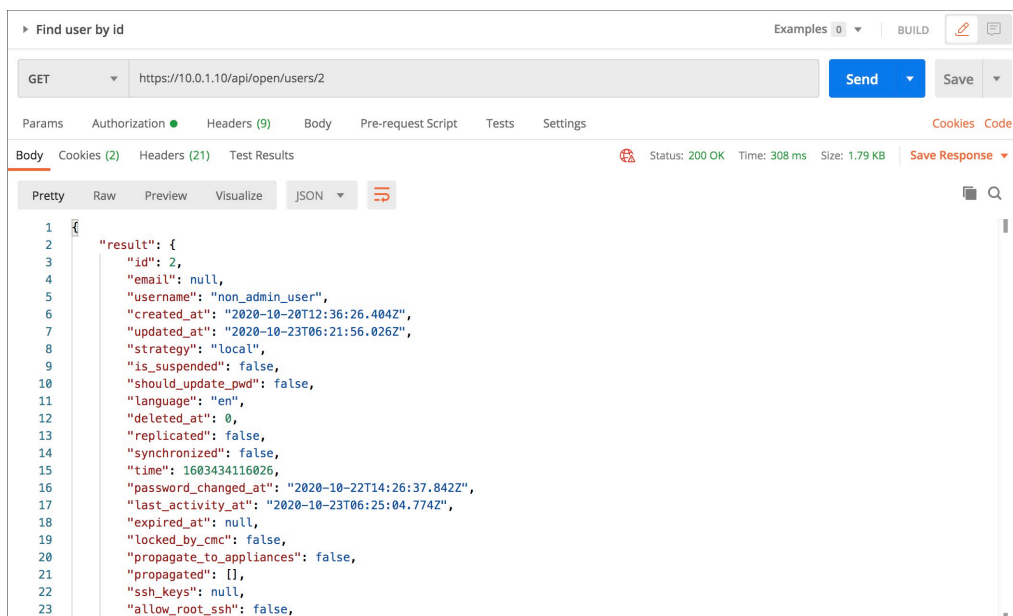 Find user by id
Examples 0 BUILD
GET https://10.0.1.10/api/open/users/2 Send Save
Params Authorization Headers (9) Body Pre-request Script Tests Settings Cookies Code
Body Cookies (2) Headers (21) Test Results Status: 200 OK Time: 308 ms Size: 1.79 KB Save Response
Pretty Raw Preview Visualize JSON
1 {
2 "result": {
3 "id": 2,
4 "email": null,
5 "username": "non_admin_user",
6 "created_at": "2020-10-20T12:36:26.404Z",
7 "updated_at": "2020-10-23T06:21:56.026Z",
8 "strategy": "local",
9 "is_suspended": false,
10 "should_update_pwd": false,
11 "language": "en",
12 "deleted_at": 0,
13 "replicated": false,
14 "synchronized": false,
15 "time": 1603434116026,
16 "password_changed_at": "2020-10-22T14:26:37.842Z",
17 "last_activity_at": "2020-10-23T06:25:04.774Z",
18 "expired_at": null,
19 "locked_by_cmc": false,
20 "propagate_to_appliances": false,
21 "propagated": [],
22 "ssh_keys": null,
23 "allow_root_ssh": false,